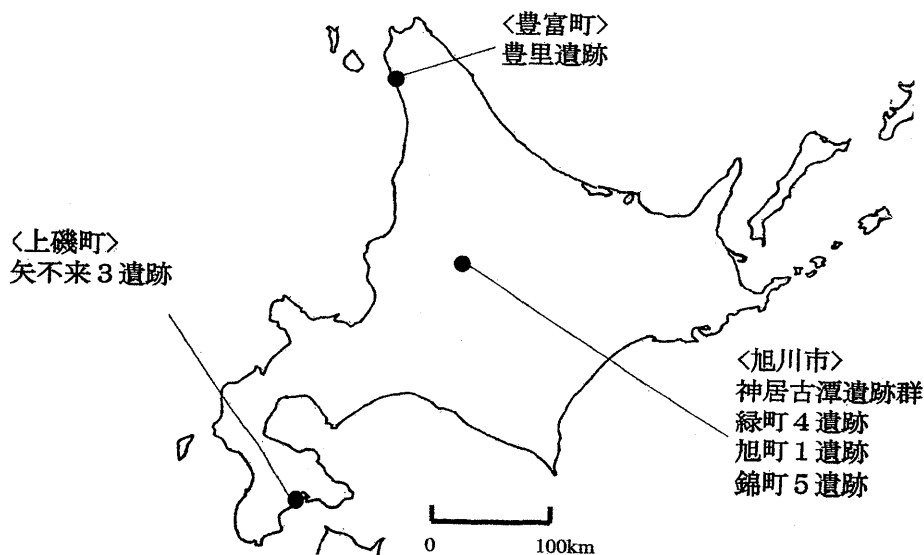 〈豊富町〉
豊里遺跡
〈上磯町〉
矢不来3遺跡
〈旭川市〉
神居古潭遺跡群
緑町4遺跡
旭町1遺跡
錦町5遺跡
0 100km